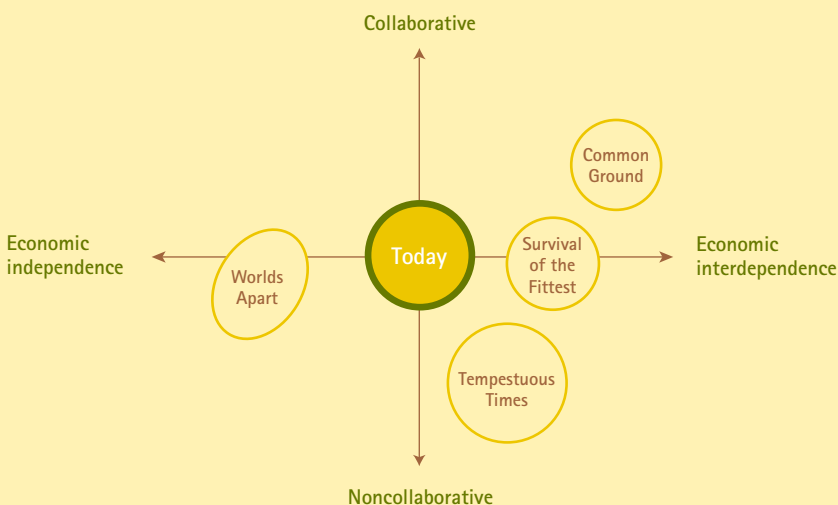 Collaborative
Common
Ground
Economic
independence
Worlds
Apart
Today
Survival
of the
Fittest
Economic
interdependence
Tempestuous
Times
Noncollaborative